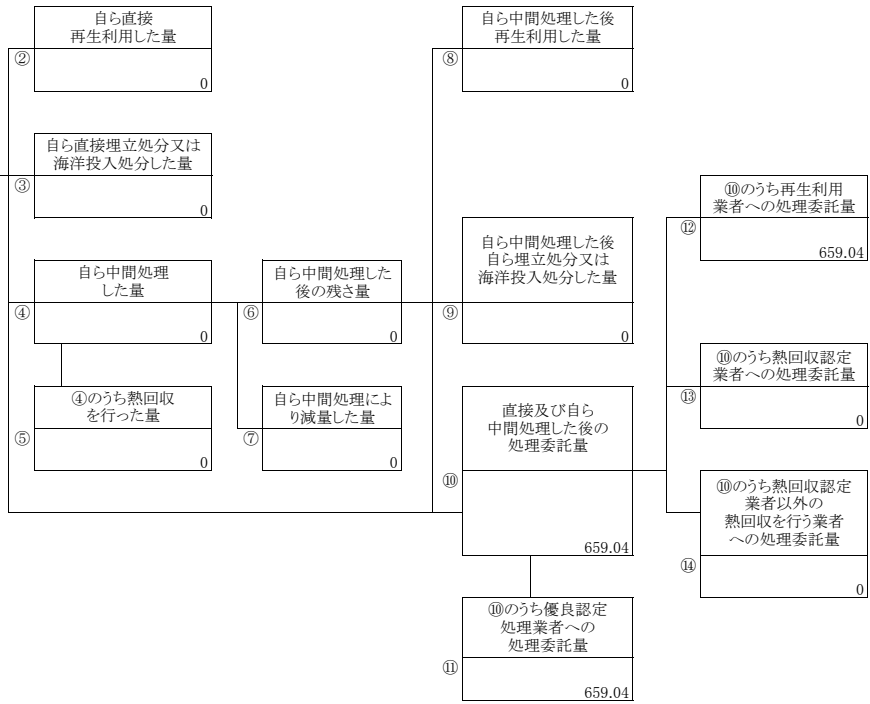 自ら直接
再生利用した量
②
0
自ら直接埋立処分又は
海洋投入処分した量
③
0
自ら中間処理
した量
④
0
④のうち熱回収
を行った量
⑤
0
自ら中間処理した
後の残さ量
⑥
0
自ら中間処理によ
り減量した量
⑦
0
自ら中間処理した後
再生利用した量
⑧
0
自ら中間処理した後
自ら埋立処分又は
海洋投入処分した量
⑨
0
直接及び自ら
中間処理した後の
処理委託量
⑩
659.04
⑩のうち優良認定
処理業者への
処理委託量
⑪
659.04
⑩のうち再生利用
業者への処理委託量
⑫
659.04
⑩のうち熱回収認定
業者への処理委託量
⑬
0
⑩のうち熱回収認定
業者以外の
熱回収を行う業者
への処理委託量
⑭
0